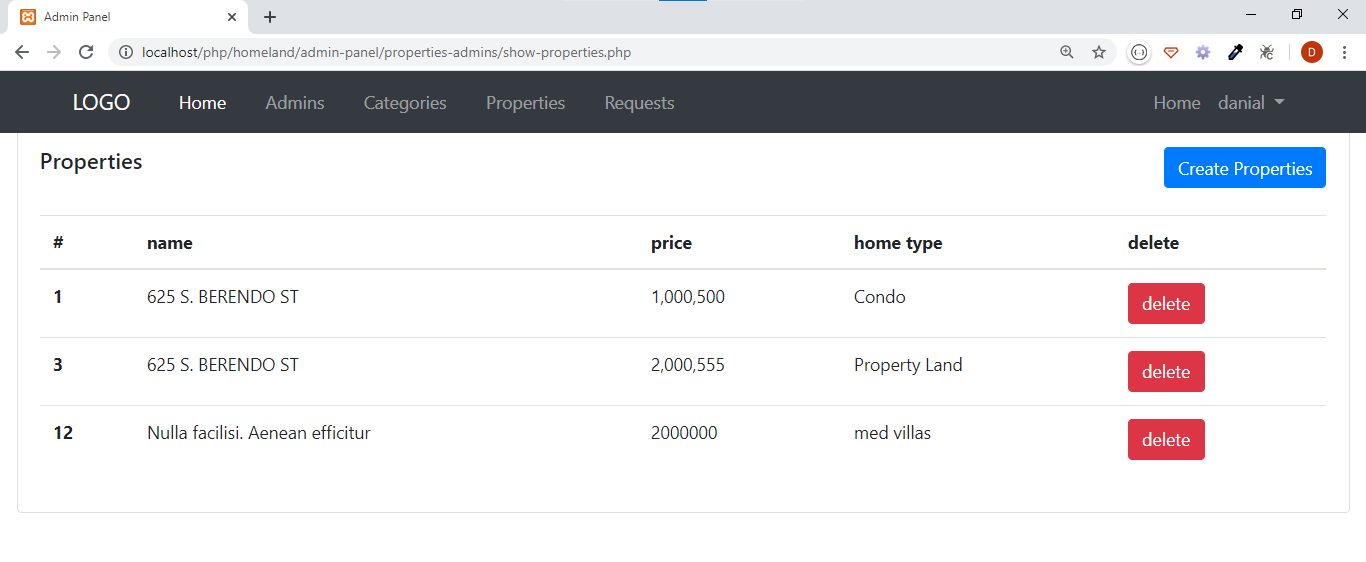 Admin Panel
localhost/php/homeland/admin-panel/properties-admins/show-properties.php
D
LOGO Home Admins Categories Properties Requests Home danial
Properties Create Properties
# name price home type delete
1 625 S. BERENDO ST 1,000,500 Condo delete
3 625 S. BERENDO ST 2,000,555 Property Land delete
12 Nulla facilisi. Aenean efficitur 2000000 med villas delete